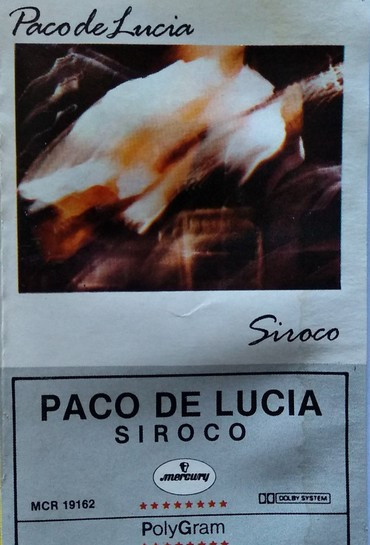 Paco de Lucia
Siroco
PACO DE LUCIA
SIROCO
mercury
MCR 19162
DOLBY SYSTEM
PolyGram